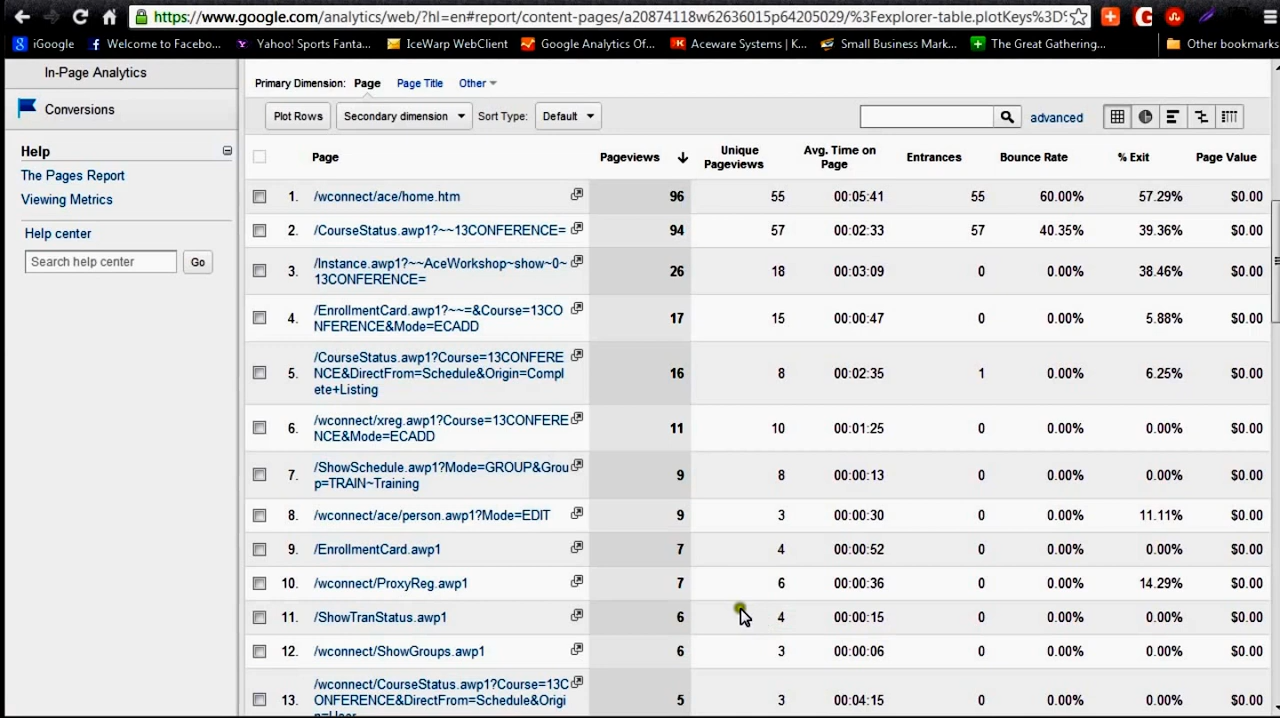 https://www.google.com/analytics/web/?hl=en#report/content-pages/a20874118w62636015p64205029/%3Fexplorer-table.plotKeys%3D
iGoogle Welcome to Facebo... Yahoo! Sports Fanta... IceWarp WebClient Google Analytics Of... Aceware Systems | K... Small Business Mark... The Great Gathering... Other bookmarks
In-Page Analytics
Conversions
Help
The Pages Report
Viewing Metrics
Help center
Search help center Go
Primary Dimension: Page Page Title Other
Plot Rows Secondary dimension Sort Type: Default advanced
Page Pageviews Unique Pageviews Avg. Time on Page Entrances Bounce Rate % Exit Page Value
1. /wconnect/ace/home.htm 96 55 00:05:41 55 60.00% 57.29% $0.00
2. /CourseStatus.awp1?~~13CONFERENCE= 94 57 00:02:33 57 40.35% 39.36% $0.00
3. /Instance.awp1?~~AceWorkshop~show~0~
13CONFERENCE= 26 18 00:03:09 0 0.00% 38.46% $0.00
4. /EnrollmentCard.awp1?~~=&Course=13CO
NFERENCE&Mode=ECADD 17 15 00:00:47 0 0.00% 5.88% $0.00
5. /CourseStatus.awp1?Course=13CONFERE
NCE&DirectFrom=Schedule&Origin=Compl
ete+Listing 16 8 00:02:35 1 0.00% 6.25% $0.00
6. /wconnect/xreg.awp1?Course=13CONFERE
NCE&Mode=ECADD 11 10 00:01:25 0 0.00% 0.00% $0.00
7. /ShowSchedule.awp1?Mode=GROUP&Grou
p=TRAIN~Training 9 8 00:00:13 0 0.00% 0.00% $0.00
8. /wconnect/ace/person.awp1?Mode=EDIT 9 3 00:00:30 0 0.00% 11.11% $0.00
9. /EnrollmentCard.awp1 7 4 00:00:52 0 0.00% 0.00% $0.00
10. /wconnect/ProxyReg.awp1 7 6 00:00:36 0 0.00% 14.29% $0.00
11. /ShowTranStatus.awp1 6 4 00:00:15 0 0.00% 0.00% $0.00
12. /wconnect/ShowGroups.awp1 6 3 00:00:06 0 0.00% 0.00% $0.00
13. /wconnect/CourseStatus.awp1?Course=13C
ONFERENCE&DirectFrom=Schedule&Origi 5 3 00:04:15 0 0.00% 0.00% $0.00